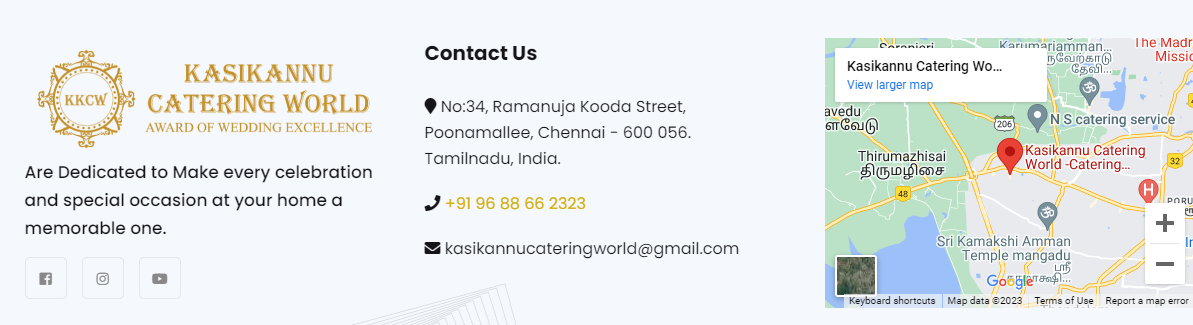 KKCW
KASIKANNU
CATERING WORLD
AWARD OF WEDDING EXCELLENCE
Are Dedicated to Make every celebration
and special occasion at your home a
memorable one.
Contact Us
No:34, Ramanuja Kooda Street,
Poonamallee, Chennai - 600 056.
Tamilnadu, India.
+91 96 88 66 2323
kasikannucateringworld@gmail.com
Kasikannu Catering Wo...
View larger map
Karumariamman...
தேவி...
The Madr
Missio
206
N S catering service
Thirumazhisai
திருமழிசை
Kasikannu Catering
World -Catering...
32
48
H
Sri Kamakshi Amman
Temple mangadu
ஸ்ரீ
Google
Keyboard shortcuts
Map data ©2023
Terms of Use
Report a map error